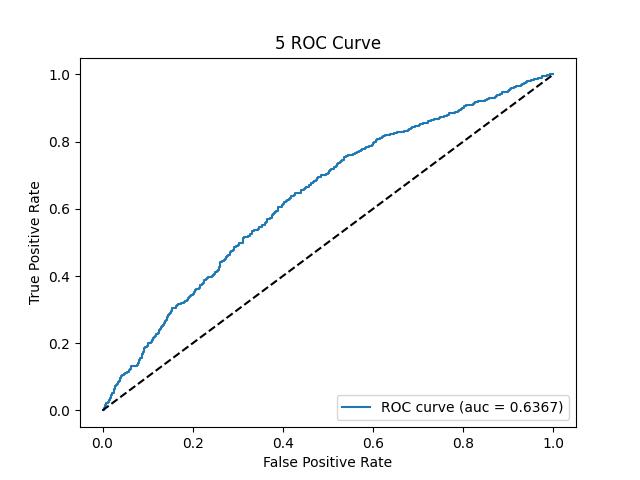 5 ROC Curve
1.0
0.8
0.6
0.4
0.2
0.0
True Positive Rate
ROC curve (auc = 0.6367)
0.0 0.2 0.4 0.6 0.8 1.0
False Positive Rate